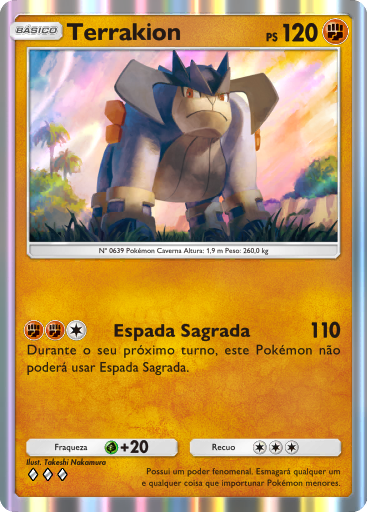 BÁSICO Terrakion PS 120
Nº 0639 Pokémon Caverna Altura: 1,9 m Peso: 260,0 kg
Espada Sagrada 110
Durante o seu próximo turno, este Pokémon não
poderá usar Espada Sagrada.
Fraqueza +20 Recuo
Ilust. Takeshi Nakamura
Possui um poder fenomenal. Esmagará qualquer um
e qualquer coisa que importunar Pokémon menores.